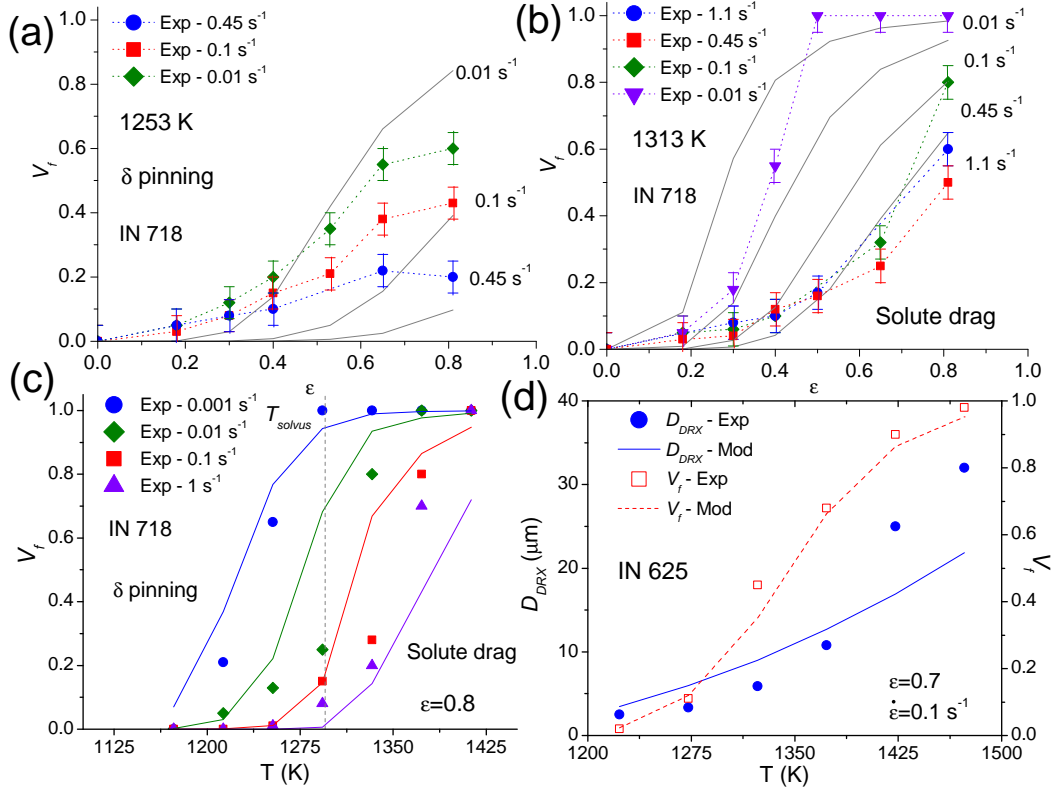 (a)
Exp - 0.45 s⁻¹
Exp - 0.1 s⁻¹
Exp - 0.01 s⁻¹
1253 K
δ pinning
IN 718
0.01 s⁻¹
0.1 s⁻¹
0.45 s⁻¹
V_f
1.0
0.8
0.6
0.4
0.2
0.0
0.0 0.2 0.4 0.6 0.8 1.0
ε
(b)
Exp - 1.1 s⁻¹
Exp - 0.45 s⁻¹
Exp - 0.1 s⁻¹
Exp - 0.01 s⁻¹
1313 K
IN 718
0.01 s⁻¹
0.1 s⁻¹
0.45 s⁻¹
1.1 s⁻¹
Solute drag
V_f
1.0
0.8
0.6
0.4
0.2
0.0
0.0 0.2 0.4 0.6 0.8 1.0
ε
(c)
Exp - 0.001 s⁻¹
Exp - 0.01 s⁻¹
Exp - 0.1 s⁻¹
Exp - 1 s⁻¹
T_solvus
IN 718
δ pinning
Solute drag
ε=0.8
V_f
1.0
0.8
0.6
0.4
0.2
0.0
1125 1200 1275 1350 1425
T (K)
(d)
D_DRX - Exp
D_DRX - Mod
V_f - Exp
V_f - Mod
IN 625
ε=0.7
ε̇=0.1 s⁻¹
D_DRX (μm)
40
30
20
10
0
1200 1275 1350 1425 1500
T (K)
1.0
0.8
0.6
0.4
0.2
0.0
V_f